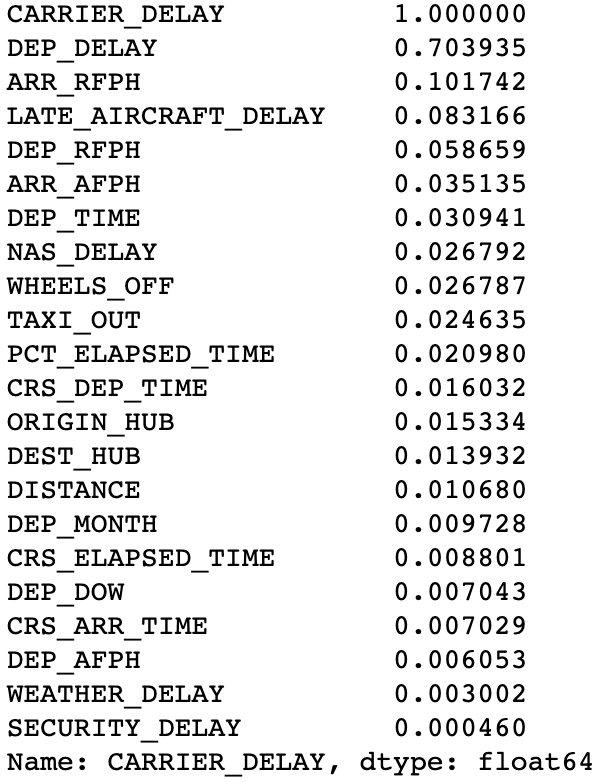 CARRIER_DELAY 1.000000
DEP_DELAY 0.703935
ARR_RFPH 0.101742
LATE_AIRCRAFT_DELAY 0.083166
DEP_RFPH 0.058659
ARR_AFPH 0.035135
DEP_TIME 0.030941
NAS_DELAY 0.026792
WHEELS_OFF 0.026787
TAXI_OUT 0.024635
PCT_ELAPSED_TIME 0.020980
CRS_DEP_TIME 0.016032
ORIGIN_HUB 0.015334
DEST_HUB 0.013932
DISTANCE 0.010680
DEP_MONTH 0.009728
CRS_ELAPSED_TIME 0.008801
DEP_DOW 0.007043
CRS_ARR_TIME 0.007029
DEP_AFPH 0.006053
WEATHER_DELAY 0.003002
SECURITY_DELAY 0.000460
Name: CARRIER_DELAY, dtype: float64